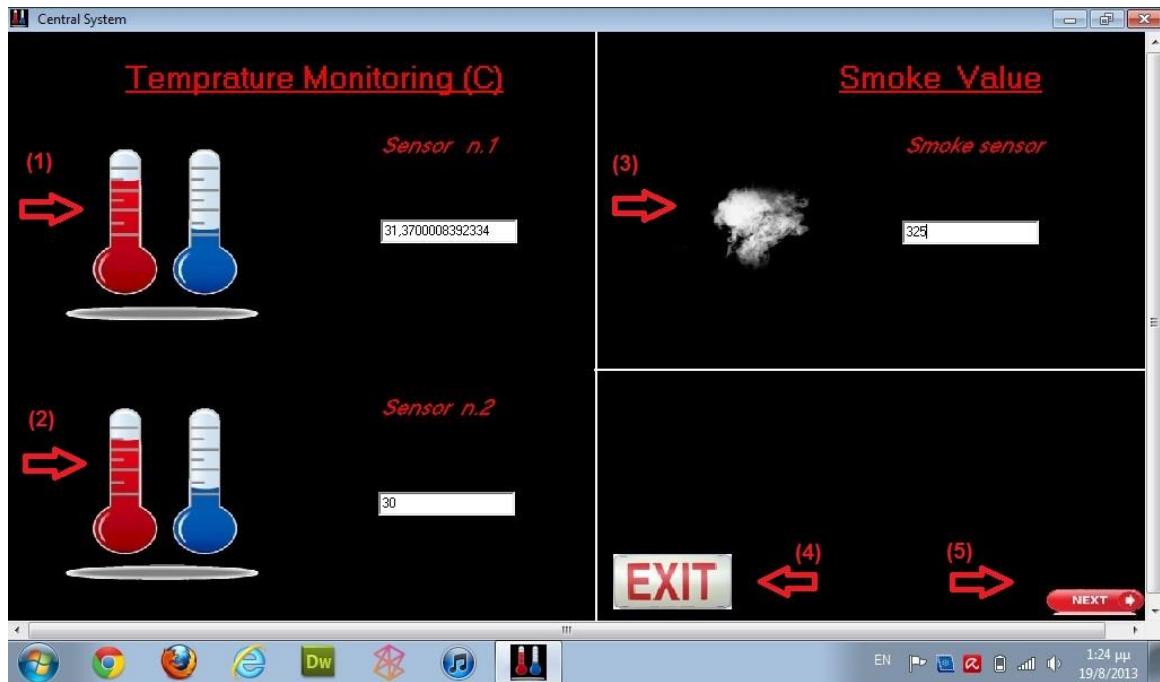 Central System
Temprature Monitoring (C)
Sensor n.1
(1)
31,3700008392334
Sensor n.2
(2)
30
Smoke Value
Smoke sensor
(3)
325
EXIT
(4)
(5)
NEXT
Dw
EN
1:24 μμ
19/8/2013